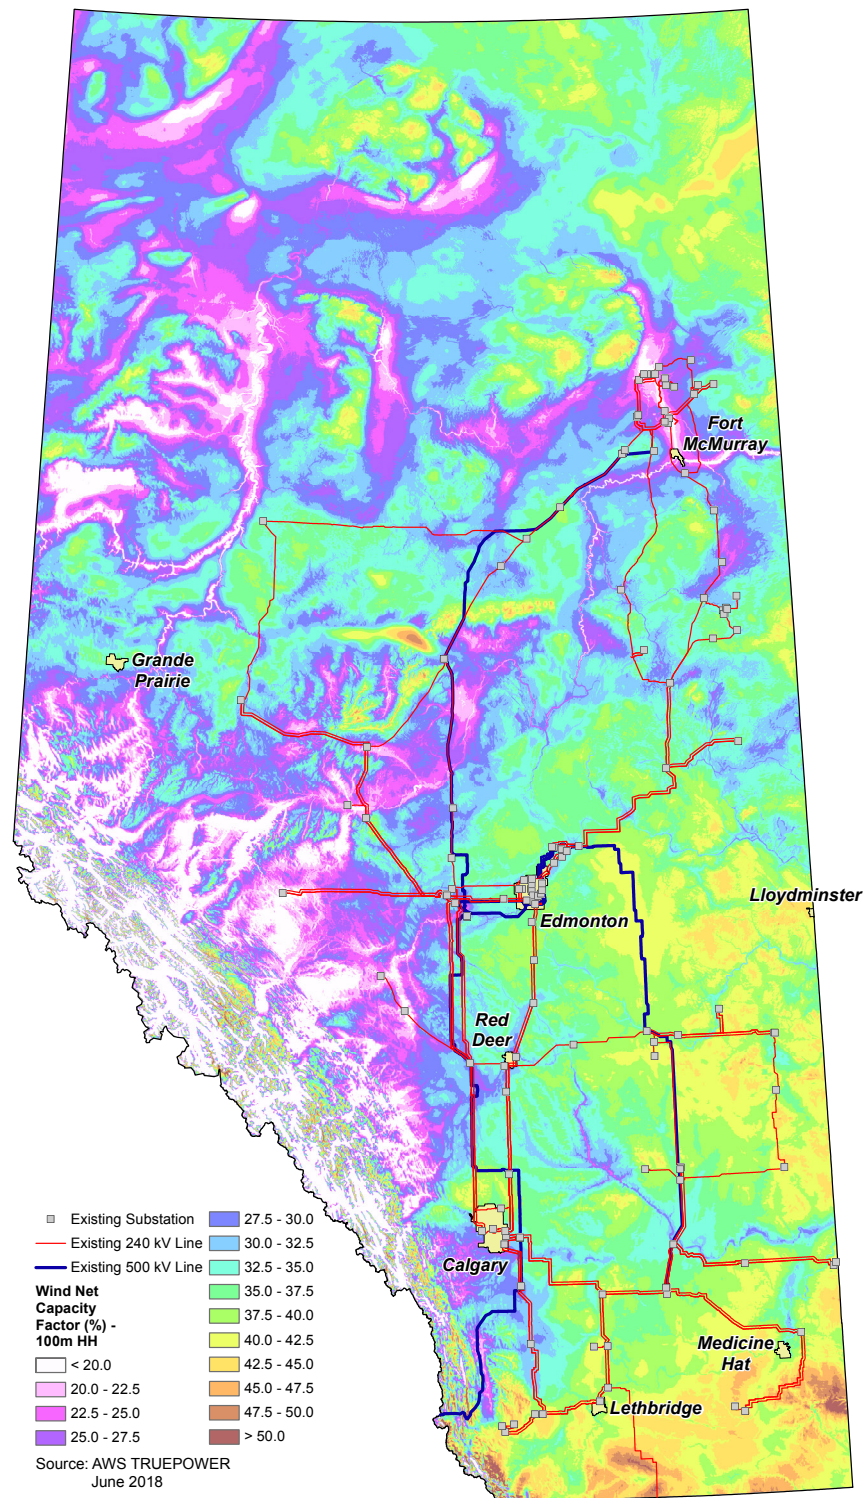 Fort
McMurray
Grande
Prairie
Lloydminster
Edmonton
Red
Deer
Calgary
Medicine
Hat
Lethbridge
Existing Substation
Existing 240 kV Line
Existing 500 kV Line
Wind Net
Capacity
Factor (%) -
100m HH
< 20.0
20.0 - 22.5
22.5 - 25.0
25.0 - 27.5
27.5 - 30.0
30.0 - 32.5
32.5 - 35.0
35.0 - 37.5
37.5 - 40.0
40.0 - 42.5
42.5 - 45.0
45.0 - 47.5
47.5 - 50.0
> 50.0
Source: AWS TRUEPOWER
June 2018